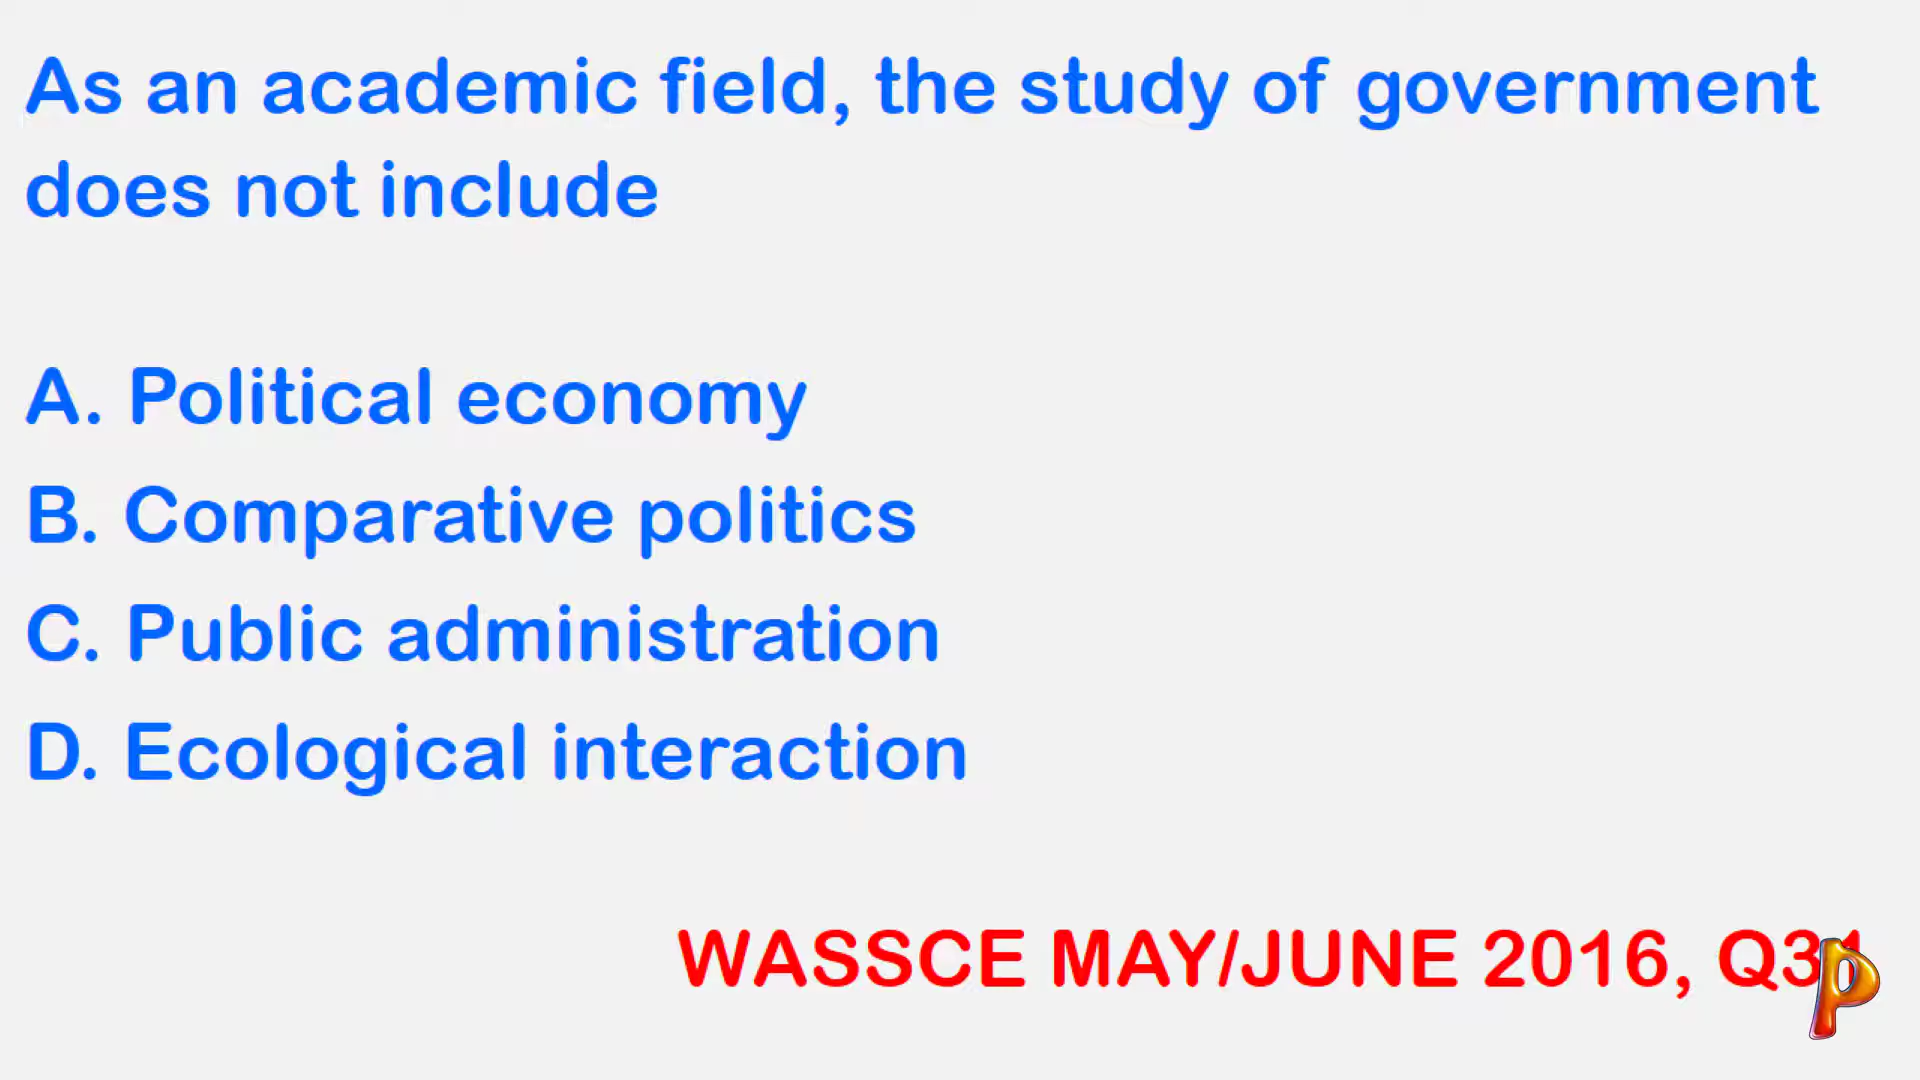 As an academic field, the study of government
does not include
A. Political economy
B. Comparative politics
C. Public administration
D. Ecological interaction
WASSCE MAY/JUNE 2016, Q31
P